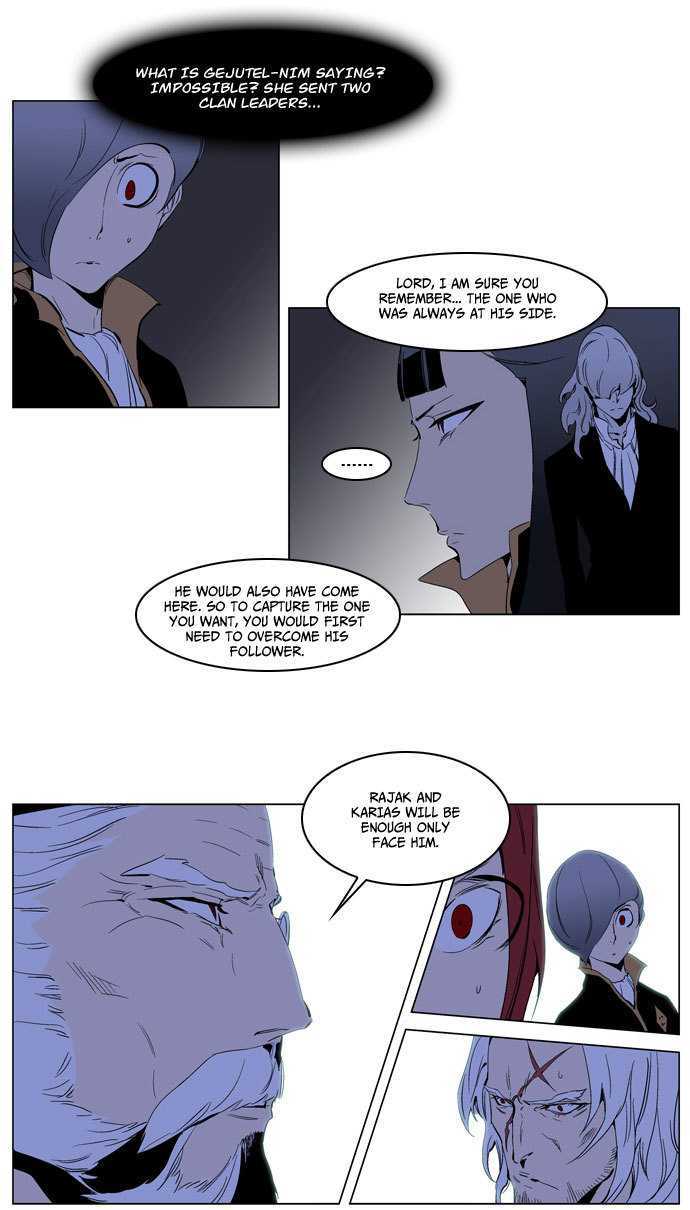 WHAT IS GEJUTEL-NIM SAYING?
IMPOSSIBLE? SHE SENT TWO
CLAN LEADERS...
LORD, I AM SURE YOU
REMEMBER... THE ONE WHO
WAS ALWAYS AT HIS SIDE.
------
HE WOULD ALSO HAVE COME
HERE. SO TO CAPTURE THE ONE
YOU WANT, YOU WOULD FIRST
NEED TO OVERCOME HIS
FOLLOWER.
RAJAK AND
KARIAS WILL BE
ENOUGH ONLY
FACE HIM.